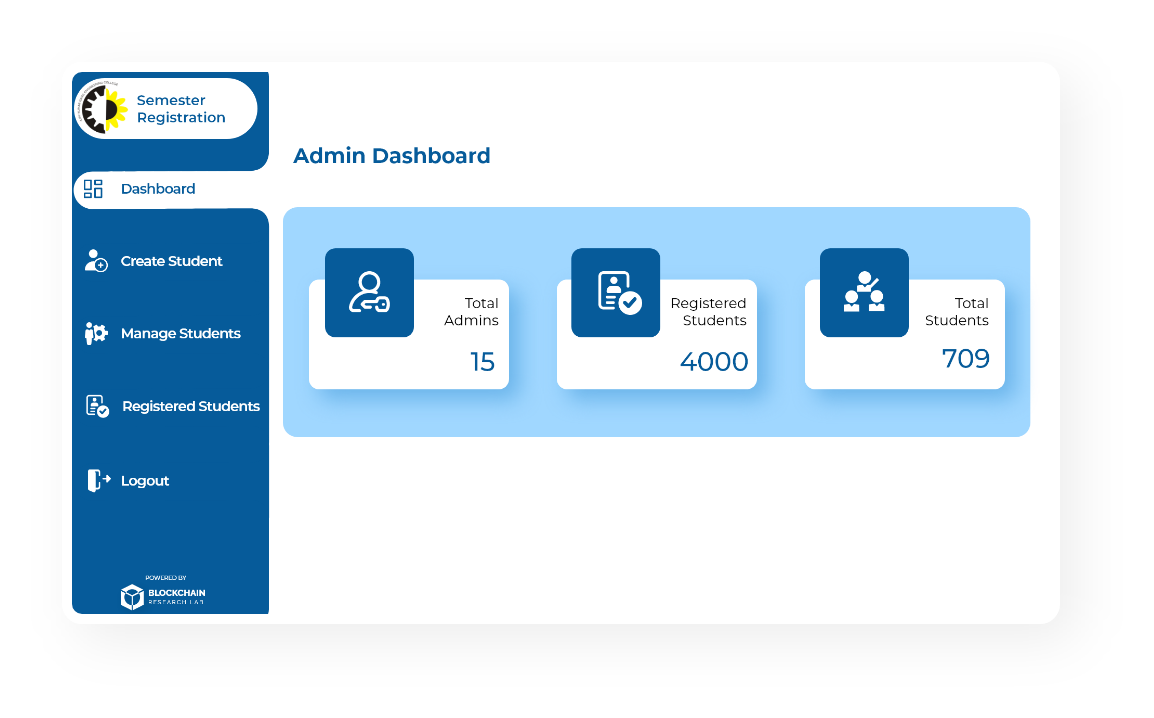 Semester
Registration
Admin Dashboard
Dashboard
Create Student
Manage Students
Registered Students
Logout
Total
Admins
15
Registered
Students
4000
Total
Students
709
POWERED BY
BLOCKCHAIN
RESEARCH LAB